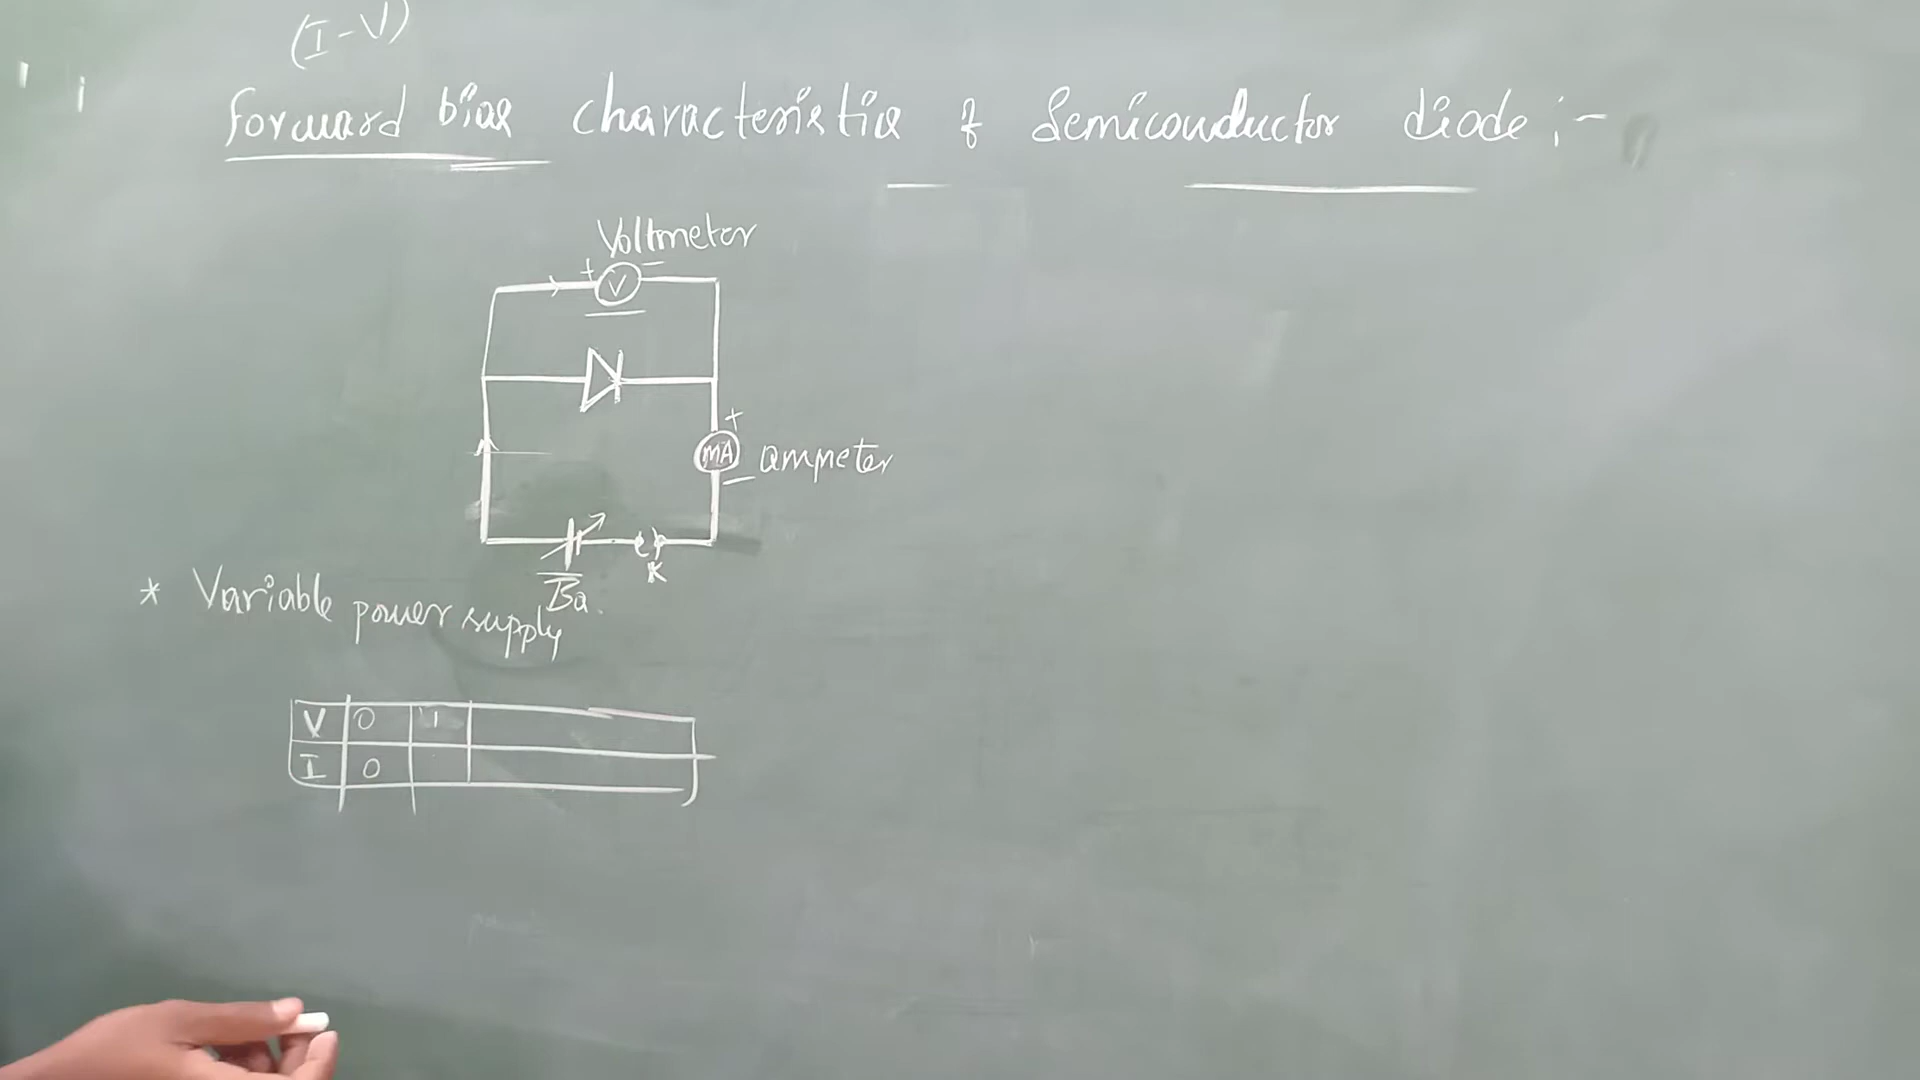 (I-V)
Forward bias characteristics of Semiconductor diode :-
Voltmeter
+ V -
+
mA ammeter
-
K
Ba.
* Variable power supply
V 0 1
I 0